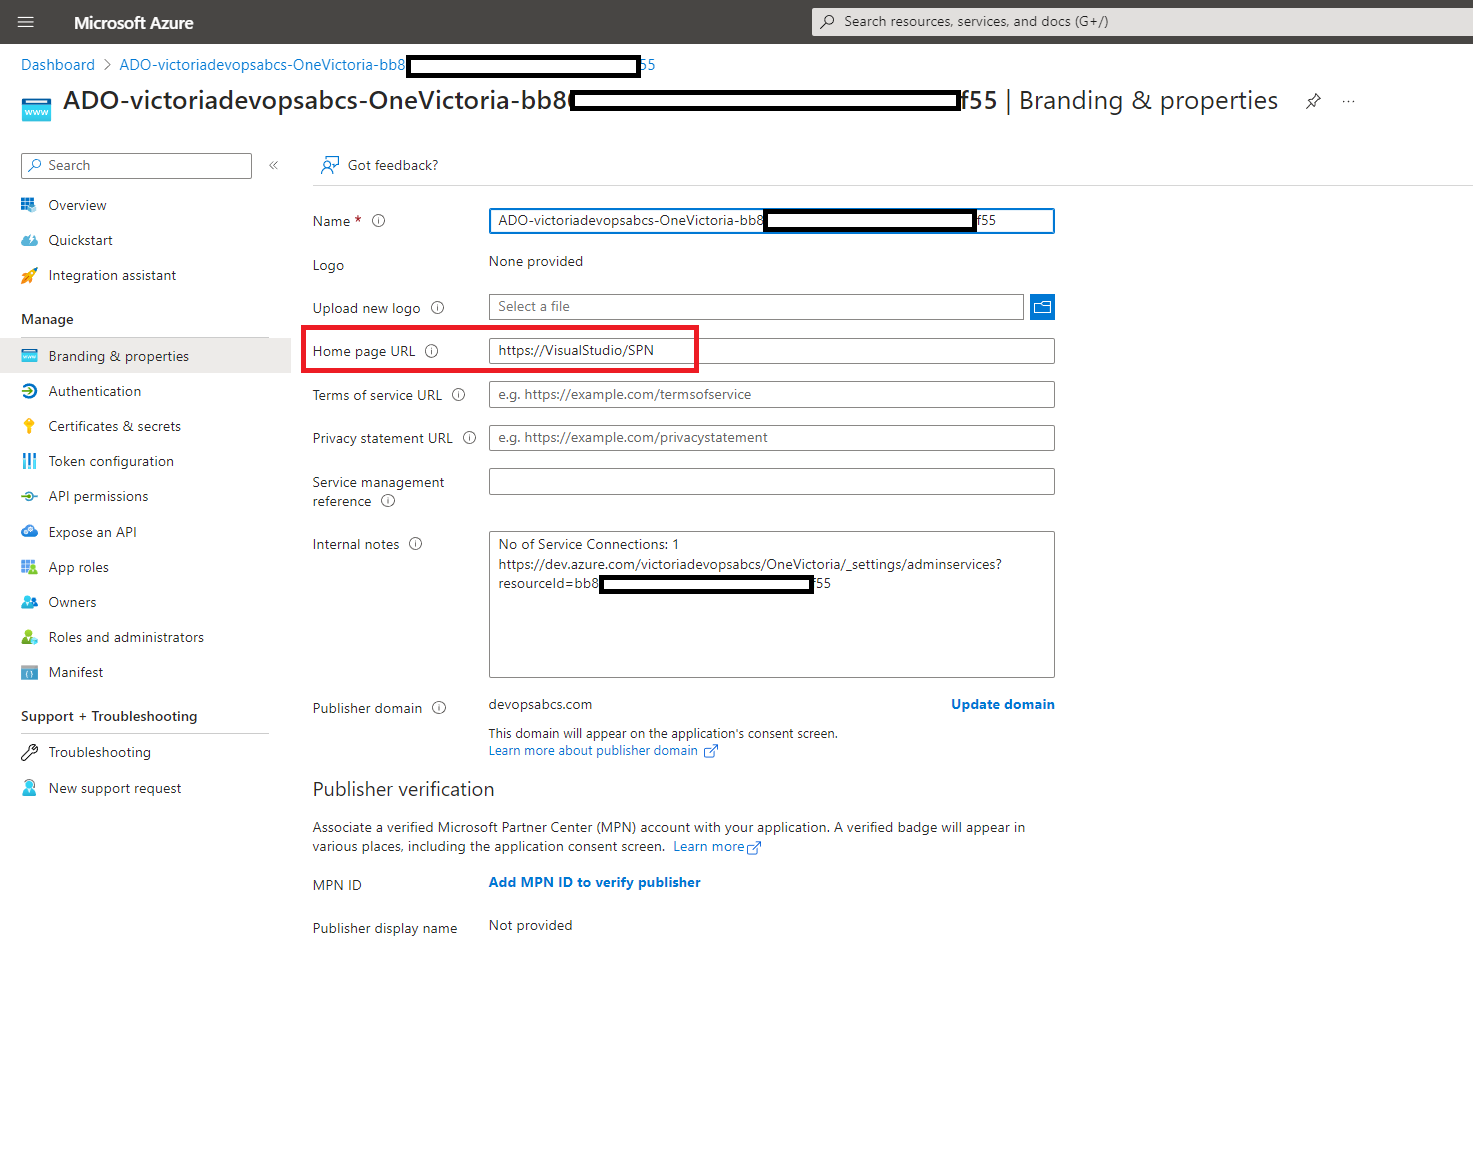 Microsoft Azure
Search resources, services, and docs (G+/)
Dashboard > ADO-victoriadevopsabcs-OneVictoria-bb8 55
ADO-victoriadevopsabcs-OneVictoria-bb8 f55 | Branding & properties
Search
Got feedback?
Overview
Quickstart
Integration assistant
Manage
Branding & properties
Authentication
Certificates & secrets
Token configuration
API permissions
Expose an API
App roles
Owners
Roles and administrators
Manifest
Support + Troubleshooting
Troubleshooting
New support request
Name *
ADO-victoriadevopsabcs-OneVictoria-bb8 f55
Logo
None provided
Upload new logo
Select a file
Home page URL
https://VisualStudio/SPN
Terms of service URL
e.g. https://example.com/termsofservice
Privacy statement URL
e.g. https://example.com/privacystatement
Service management
reference
Internal notes
No of Service Connections: 1
https://dev.azure.com/victoriadevopsabcs/OneVictoria/_settings/adminservices?
resourceId=bb8 f55
Publisher domain
devopsabcs.com
Update domain
This domain will appear on the application's consent screen.
Learn more about publisher domain
Publisher verification
Associate a verified Microsoft Partner Center (MPN) account with your application. A verified badge will appear in
various places, including the application consent screen. Learn more
MPN ID
Add MPN ID to verify publisher
Publisher display name
Not provided